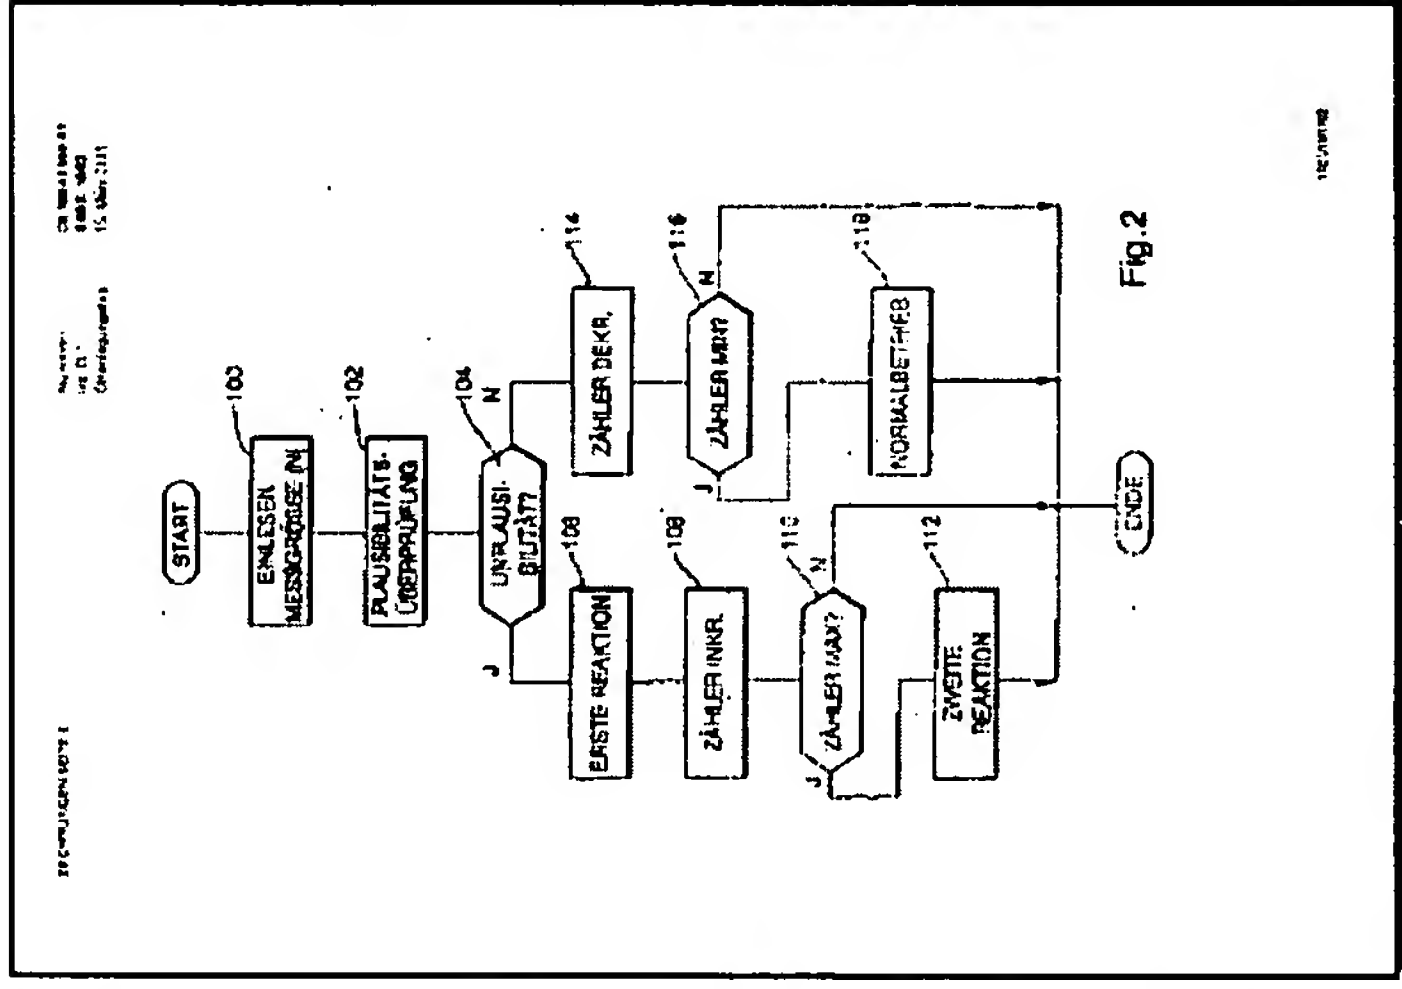 START
EINLESEN
MESSGRÖSSE IN
100
PLAUSIBILITÄTS-
ÜBERPRÜFUNG
102
UNPLAUSI-
BILITÄT?
104
J
N
ERSTE REAKTION
106
ZÄHLER DEKR.
114
ZÄHLER INKR.
108
ZÄHLER MIN?
116
J
N
ZÄHLER MAX?
110
J
N
NORMALBETRIEB
118
ZWEITE
REAKTION
112
ENDE
Fig.2